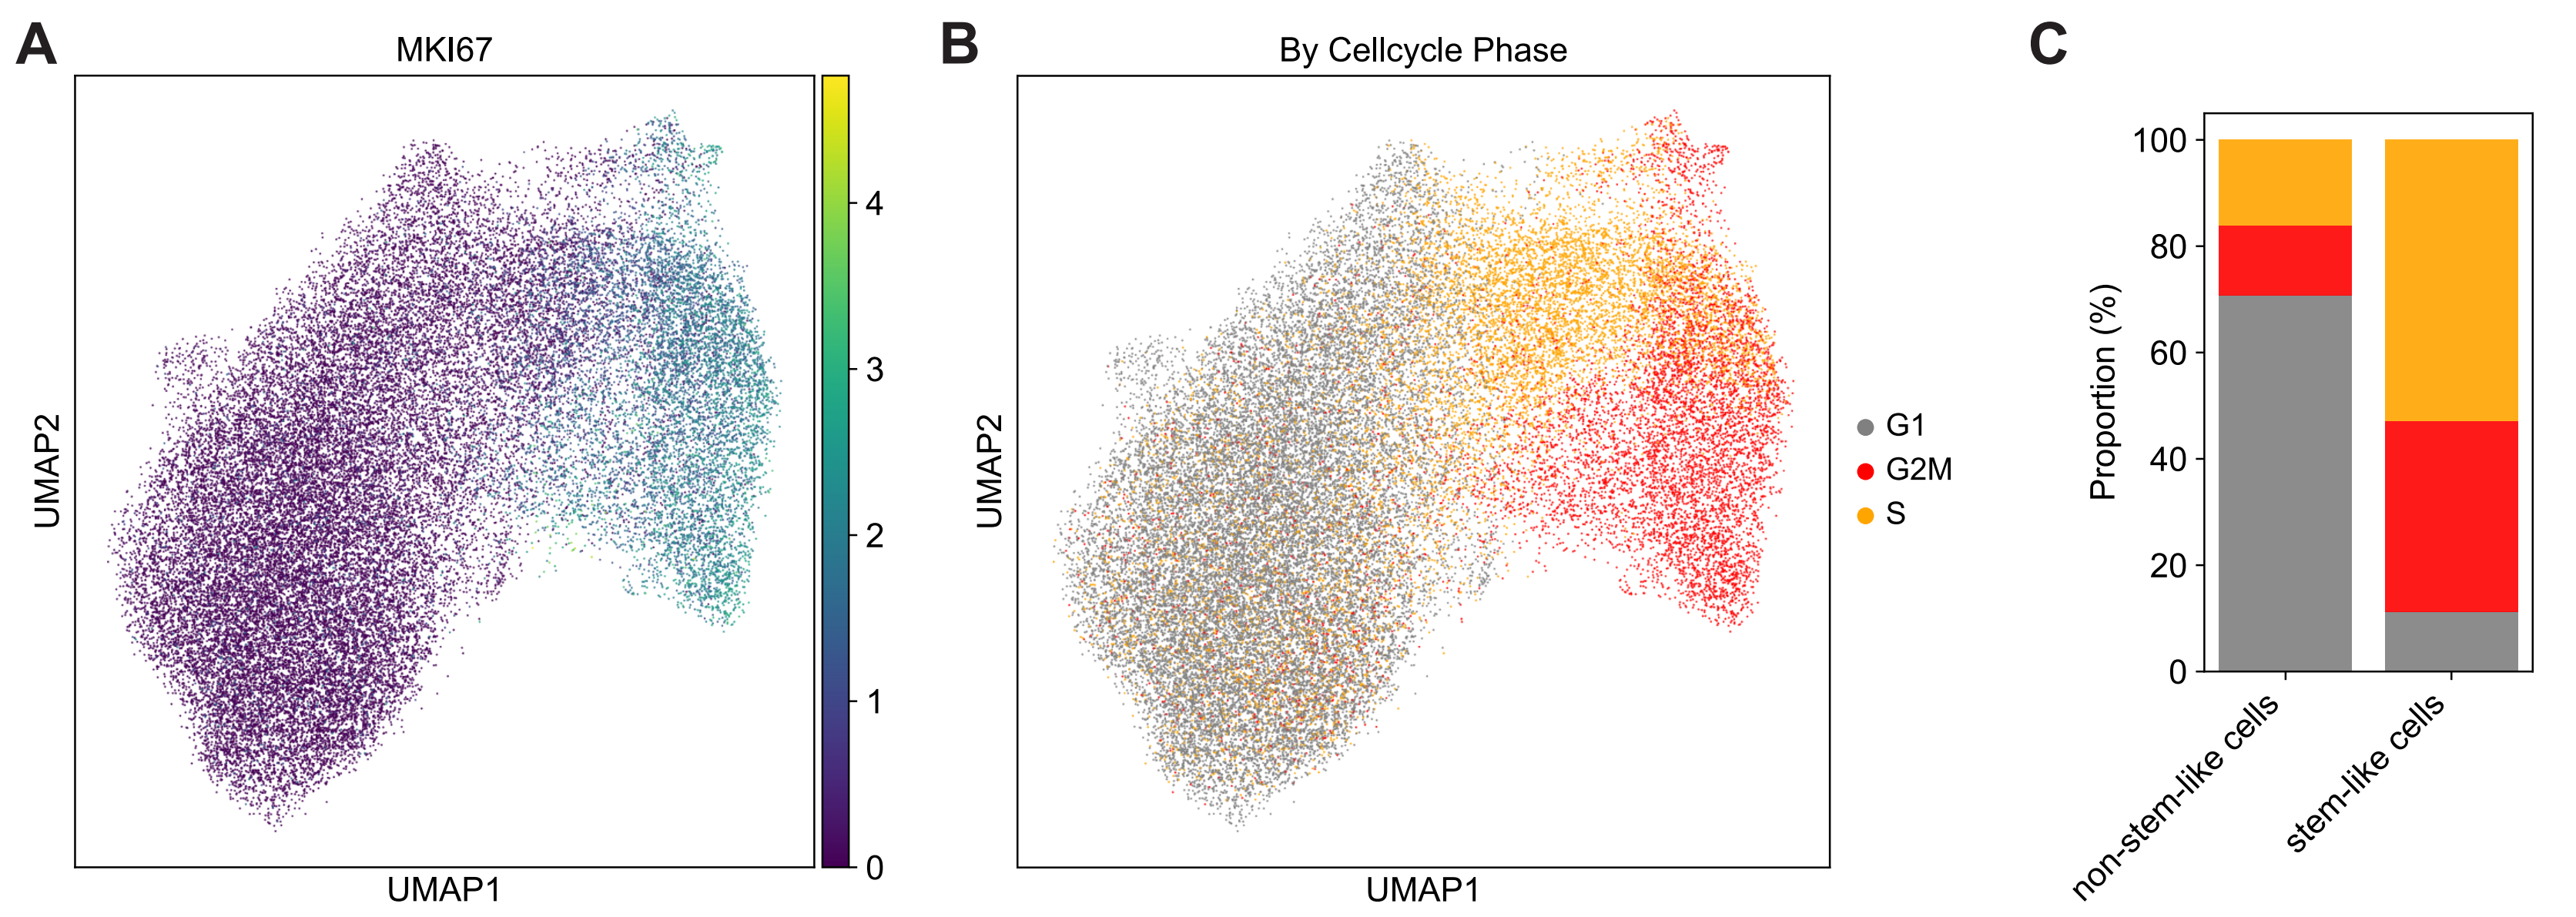 A
MKI67
UMAP2
UMAP1
4
3
2
1
0
B
By Cellcycle Phase
UMAP2
UMAP1
G1
G2M
S
C
Proportion (%)
100
80
60
40
20
0
non-stem-like cells
stem-like cells